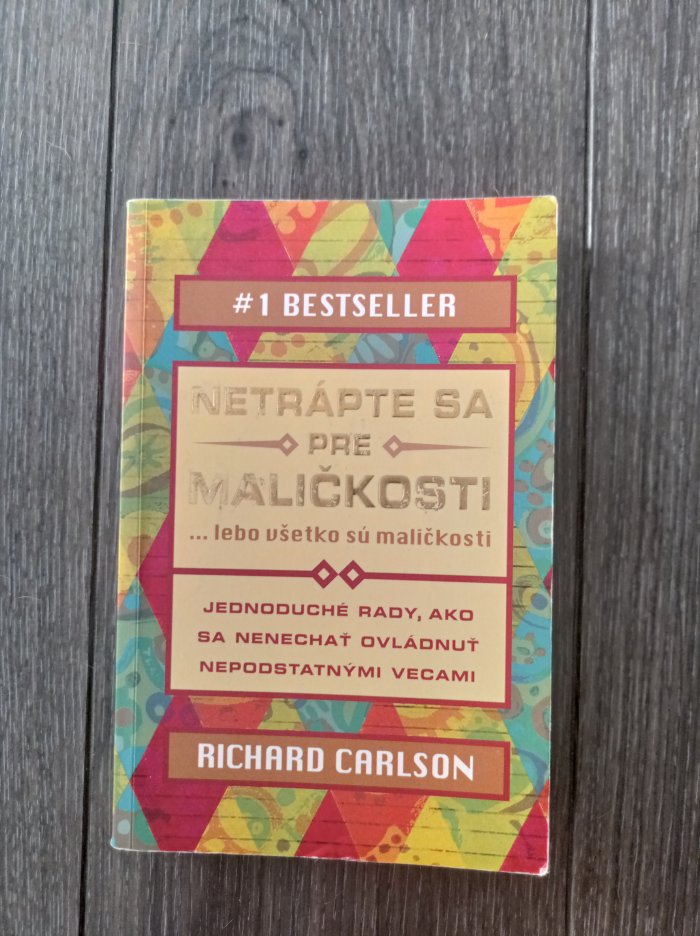 #1 BESTSELLER
NETRÁPTE SA
PRE
MALIČKOSTI
... lebo všetko sú maličkosti
JEDNODUCHÉ RADY, AKO
SA NENECHAŤ OVLÁDNUŤ
NEPODSTATNÝMI VECAMI
RICHARD CARLSON